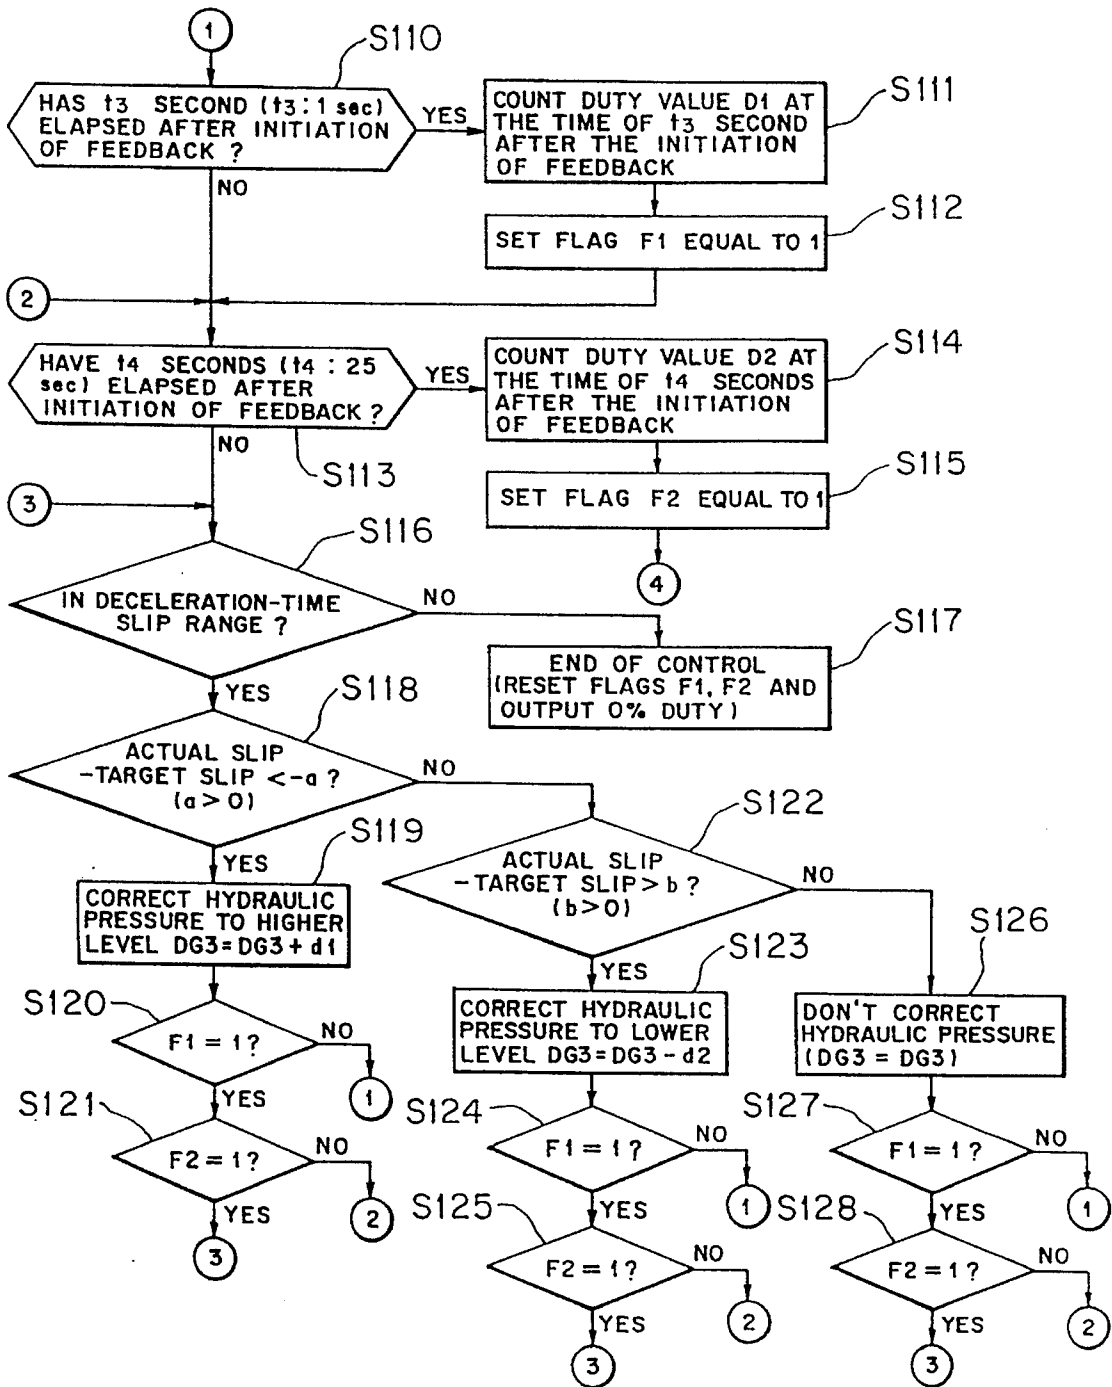 1
S110
HAS t3 SECOND (t3:1 sec)
ELAPSED AFTER INITIATION
OF FEEDBACK ?
YES
NO
COUNT DUTY VALUE D1 AT
THE TIME OF t3 SECOND
AFTER THE INITIATION
OF FEEDBACK
S111
SET FLAG F1 EQUAL TO 1
S112
2
HAVE t4 SECONDS (t4 : 25
sec) ELAPSED AFTER
INITIATION OF FEEDBACK ?
YES
NO
S113
COUNT DUTY VALUE D2 AT
THE TIME OF t4 SECONDS
AFTER THE INITIATION
OF FEEDBACK
S114
SET FLAG F2 EQUAL TO 1
S115
4
3
S116
IN DECELERATION-TIME
SLIP RANGE ?
NO
YES
S117
END OF CONTROL
(RESET FLAGS F1, F2 AND
OUTPUT 0% DUTY)
S118
ACTUAL SLIP
-TARGET SLIP < -a ?
(a > 0)
NO
YES
S119
CORRECT HYDRAULIC
PRESSURE TO HIGHER
LEVEL DG3 = DG3 + d1
S120
F1 = 1 ?
NO
1
YES
S121
F2 = 1 ?
NO
2
YES
3
S122
ACTUAL SLIP
-TARGET SLIP > b ?
(b > 0)
NO
YES
S123
CORRECT HYDRAULIC
PRESSURE TO LOWER
LEVEL DG3 = DG3 - d2
S124
F1 = 1 ?
NO
1
YES
S125
F2 = 1 ?
NO
2
YES
3
S126
DON'T CORRECT
HYDRAULIC PRESSURE
(DG3 = DG3)
S127
F1 = 1 ?
NO
1
YES
S128
F2 = 1 ?
NO
2
YES
3